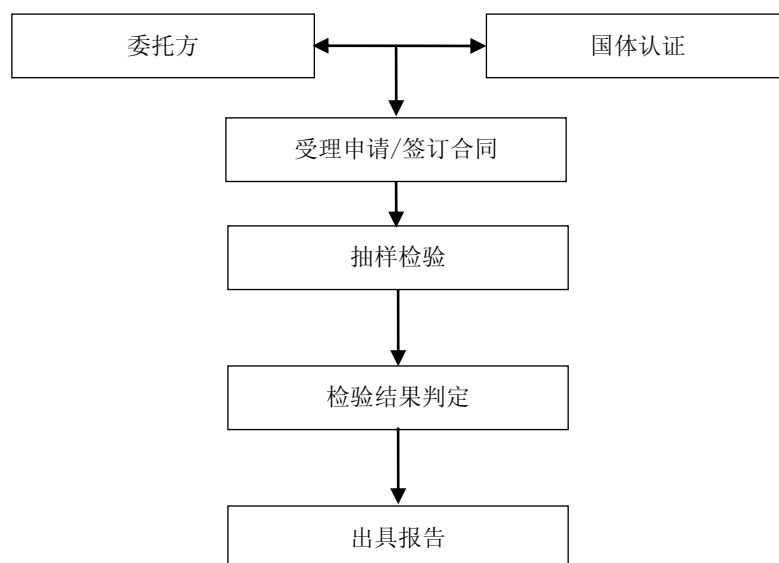 委托方
国体认证
受理申请/签订合同
抽样检验
检验结果判定
出具报告